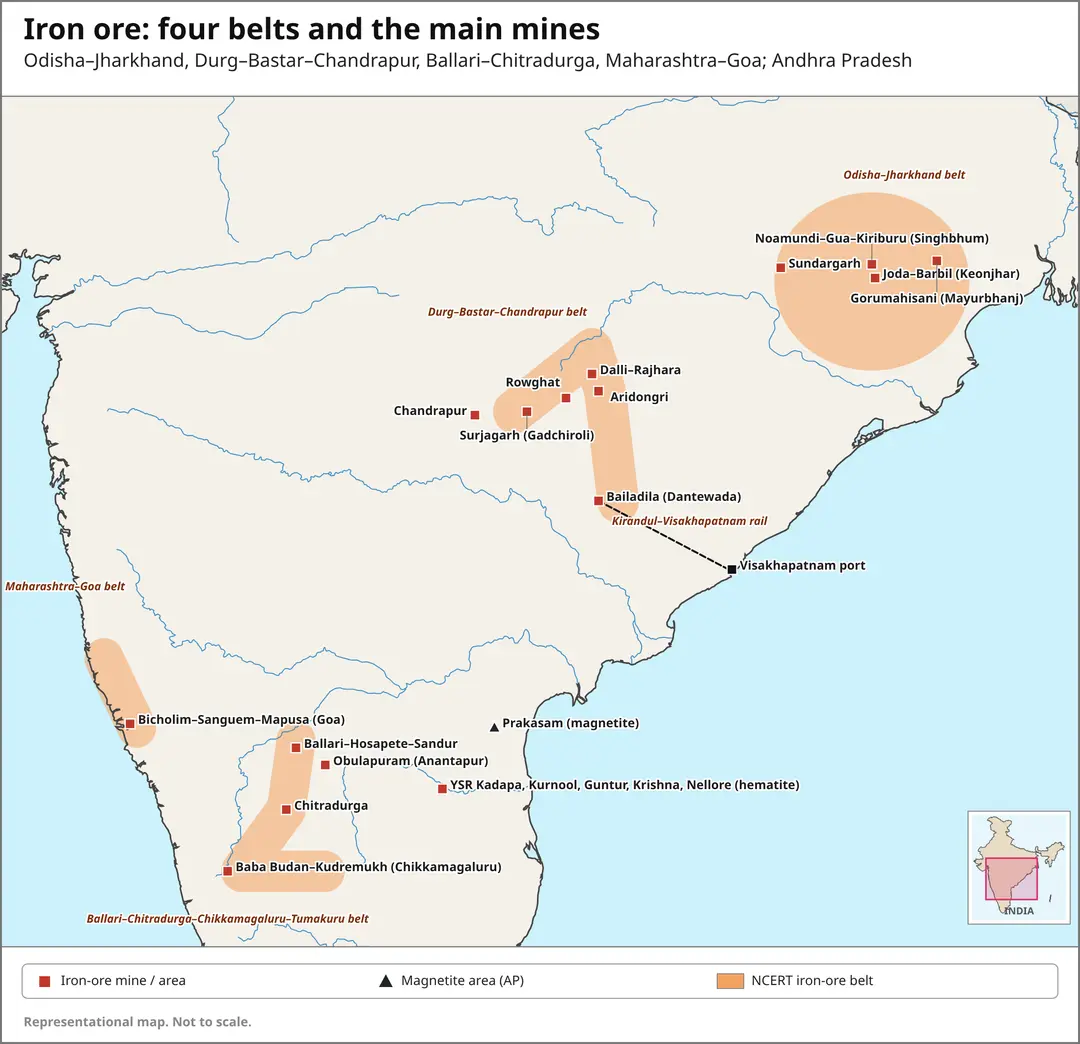 Iron ore: four belts and the main mines
Odisha–Jharkhand, Durg–Bastar–Chandrapur, Ballari–Chitradurga, Maharashtra–Goa; Andhra Pradesh
Odisha–Jharkhand belt
Noamundi–Gua–Kiriburu (Singhbhum)
Sundargarh
Joda–Barbil (Keonjhar)
Gorumahisani (Mayurbhanj)
Durg–Bastar–Chandrapur belt
Dalli–Rajhara
Rowghat
Aridongri
Chandrapur
Surjagarh (Gadchiroli)
Bailadila (Dantewada)
Kirandul–Visakhapatnam rail
Visakhapatnam port
Maharashtra–Goa belt
Bicholim–Sanguem–Mapusa (Goa)
Prakasam (magnetite)
Ballari–Hosapete–Sandur
Obulapuram (Anantapur)
YSR Kadapa, Kurnool, Guntur, Krishna, Nellore (hematite)
Chitradurga
Baba Budan–Kudremukh (Chikkamagaluru)
Ballari–Chitradurga–Chikkamagaluru–Tumakuru belt
INDIA
Iron-ore mine / area
Magnetite area (AP)
NCERT iron-ore belt
Representational map. Not to scale.